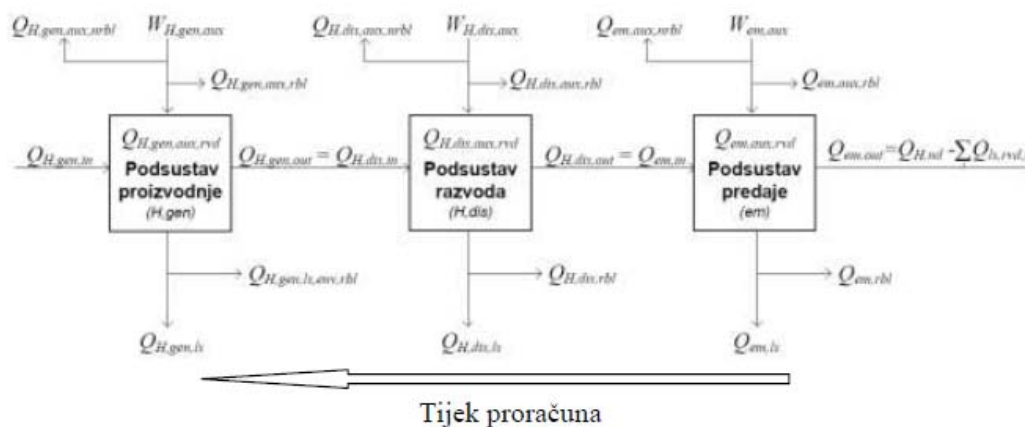 Q_H,gen,aux,nrbl W_H,gen,aux Q_H,dis,aux,nrbl W_H,dis,aux Q_em,aux,nrbl W_em,aux
Q_H,gen,aux,rbl Q_H,dis,aux,rbl Q_em,aux,rbl
Q_H,gen,aux,rvd Q_H,dis,aux,rvd Q_em,aux,rvd
Q_H,gen,in Q_H,gen,out = Q_H,dis,in Q_H,dis,out = Q_em,in Q_em,out=Q_H,nd -∑Q_ls,rvd,
Podsustav Podsustav Podsustav
proizvodnje razvoda predaje
(H,gen) (H,dis) (em)
Q_H,gen,ls,env,rbl Q_H,dis,rbl Q_em,rbl
Q_H,gen,ls Q_H,dis,ls Q_em,ls
Tijek proračuna